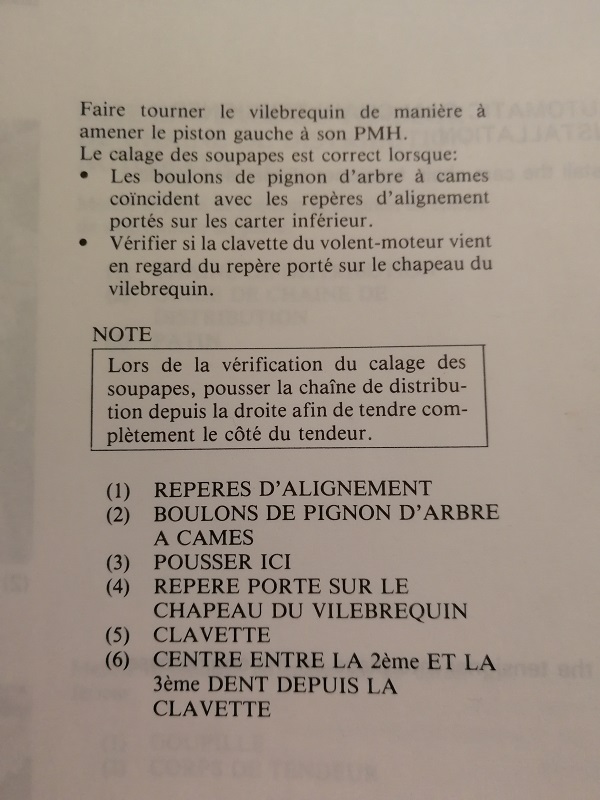 Faire tourner le vilebrequin de manière à
amener le piston gauche à son PMH.
Le calage des soupapes est correct lorsque:
• Les boulons de pignon d'arbre à cames
coïncident avec les repères d'alignement
portés sur les carter inférieur.
• Vérifier si la clavette du volent-moteur vient
en regard du repère porté sur le chapeau du
vilebrequin.
NOTE
Lors de la vérification du calage des
soupapes, pousser la chaîne de distribu-
tion depuis la droite afin de tendre com-
plètement le côté du tendeur.
(1) REPERES D'ALIGNEMENT
(2) BOULONS DE PIGNON D'ARBRE
A CAMES
(3) POUSSER ICI
(4) REPERE PORTE SUR LE
CHAPEAU DU VILEBREQUIN
(5) CLAVETTE
(6) CENTRE ENTRE LA 2ème ET LA
3ème DENT DEPUIS LA
CLAVETTE